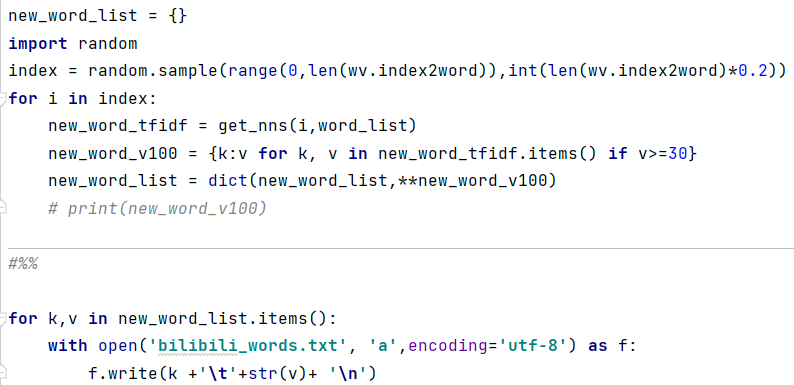 new_word_list = {}
import random
index = random.sample(range(0,len(wv.index2word)),int(len(wv.index2word)*0.2))
for i in index:
    new_word_tfidf = get_nns(i,word_list)
    new_word_v100 = {k:v for k, v in new_word_tfidf.items() if v>=30}
    new_word_list = dict(new_word_list,**new_word_v100)
    # print(new_word_v100)
#%%
for k,v in new_word_list.items():
    with open('bilibili_words.txt', 'a',encoding='utf-8') as f:
        f.write(k +'\t'+str(v)+ '\n')